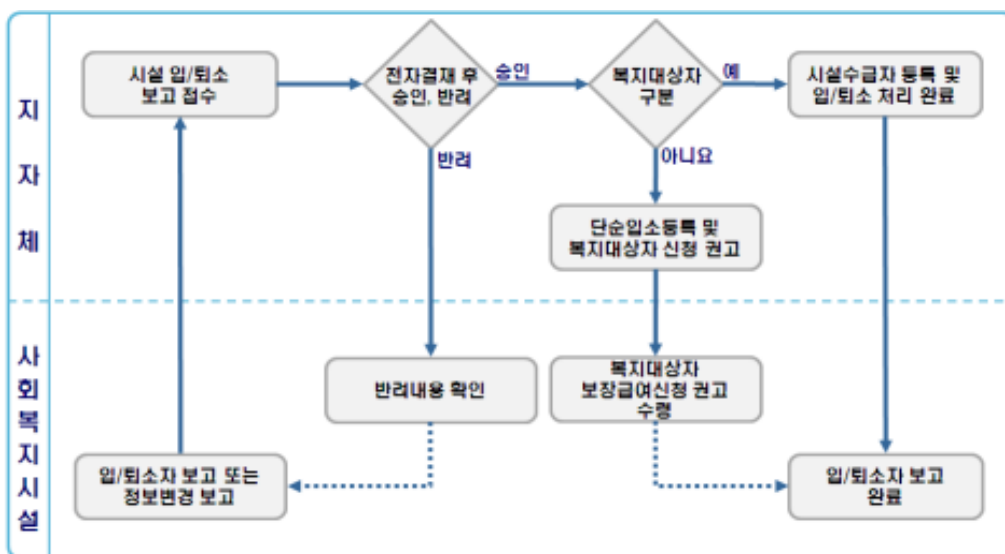 지자체
시설 입/퇴소
보고 접수
전자결재 후
승인, 반려
승인
복지대상자
구분
예
시설수급자 등록 및
입/퇴소 처리 완료
반려
아니요
단순입소등록 및
복지대상자 신청 권고
사회복지시설
반려내용 확인
복지대상자
보장급여신청 권고
수령
입/퇴소자 보고 또는
정보변경 보고
입/퇴소자 보고
완료